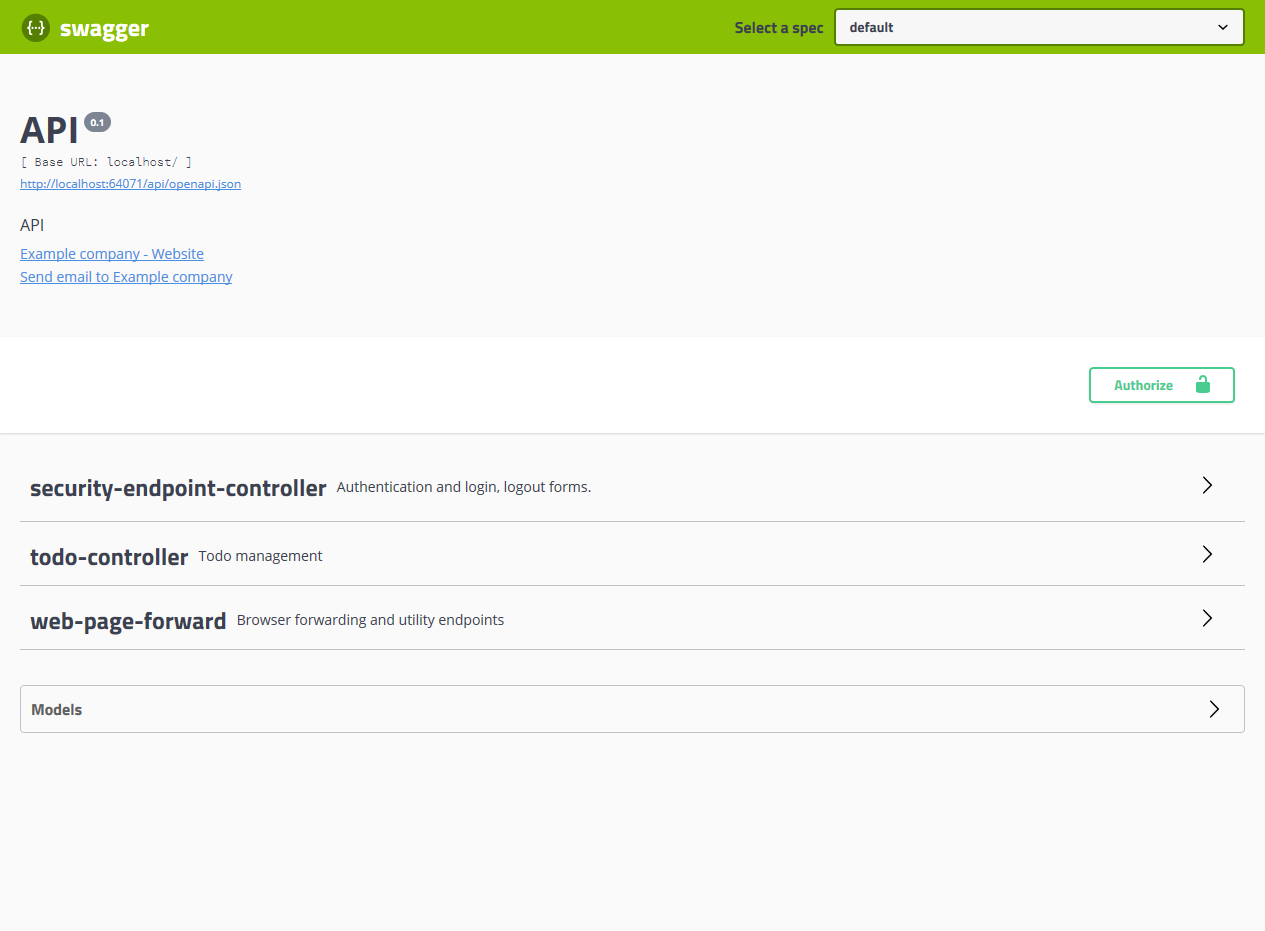 {··} swagger Select a spec default
API 0.1
[ Base URL: localhost/ ]
http://localhost:64071/api/openapi.json
API
Example company - Website
Send email to Example company
Authorize
security-endpoint-controller Authentication and login, logout forms.
todo-controller Todo management
web-page-forward Browser forwarding and utility endpoints
Models